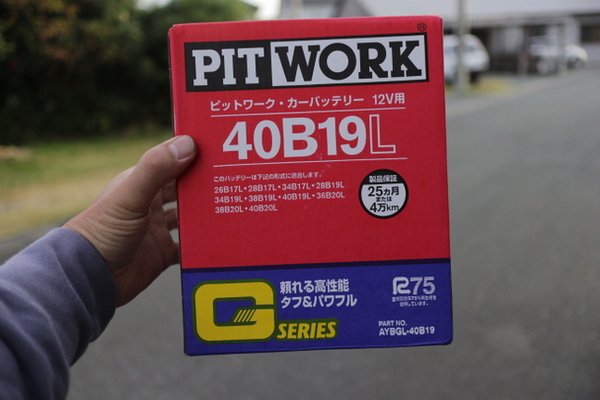 PIT WORK®
ピットワーク・カーバッテリー 12V用
40B19L
このバッテリーは下記の形式に適合します。
26B17L・28B17L・34B17L・28B19L
34B19L・38B19L・40B19L・36B20L
38B20L・40B20L
製品保証
25ヵ月
または
4万km
G SERIES
頼れる高性能
タフ&パワフル
R75
PART NO.
AYBGL-40B19